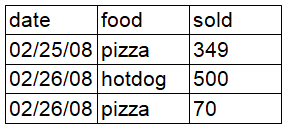 date food sold
02/25/08 pizza 349
02/26/08 hotdog 500
02/26/08 pizza 70